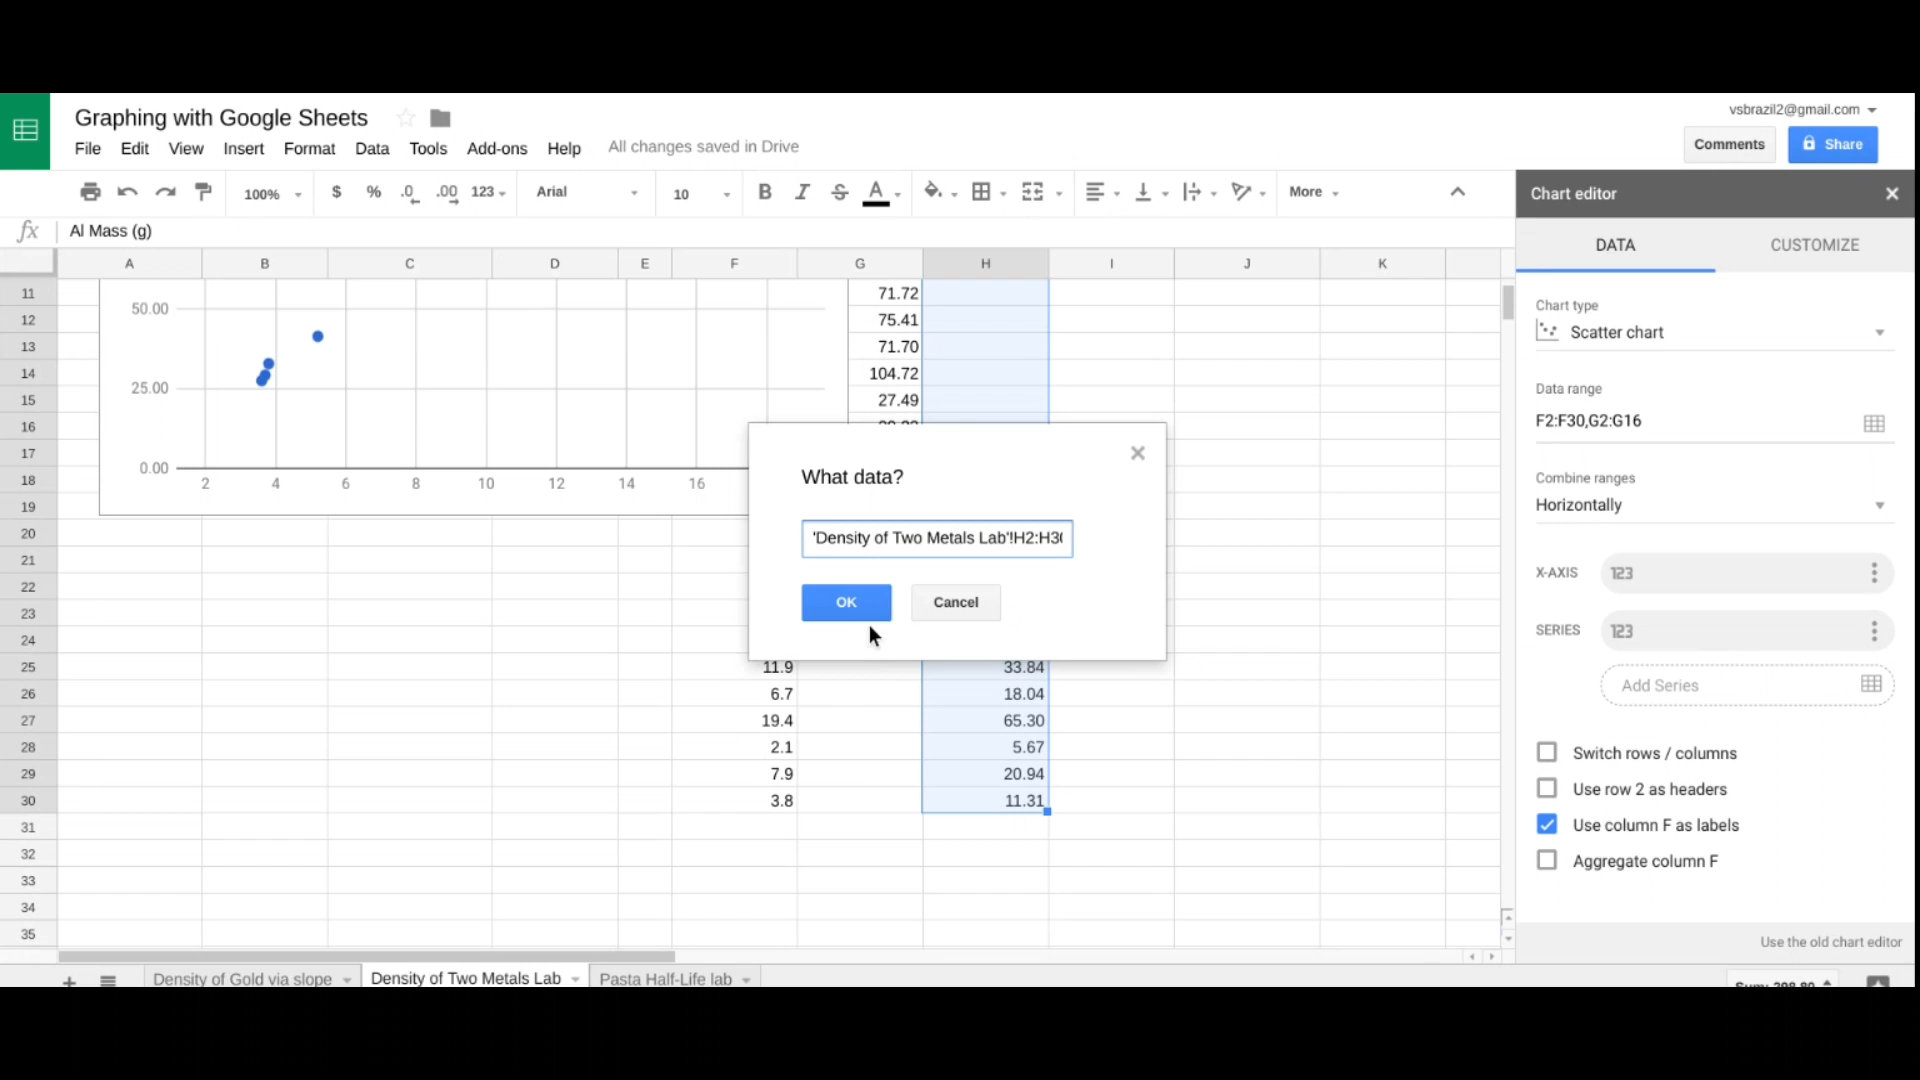 Graphing with Google Sheets
vsbrazil2@gmail.com
File Edit View Insert Format Data Tools Add-ons Help All changes saved in Drive
Comments Share
100% $ % .0 .00 123 Arial 10 B I S A More
Chart editor
fx Al Mass (g)
DATA CUSTOMIZE
A B C D E F G H I J K
11 71.72
50.00
12 75.41
13 71.70
14 104.72
25.00
15 27.49
16
17
0.00
18
2 4 6 8 10 12 14 16
19
20
21
22
23
24
25 11.9 33.84
26 6.7 18.04
27 19.4 65.30
28 2.1 5.67
29 7.9 20.94
30 3.8 11.31
31
32
33
34
35
What data?
'Density of Two Metals Lab'!H2:H30
OK Cancel
Chart type
Scatter chart
Data range
F2:F30,G2:G16
Combine ranges
Horizontally
X-AXIS 123
SERIES 123
Add Series
Switch rows / columns
Use row 2 as headers
Use column F as labels
Aggregate column F
Use the old chart editor
Density of Gold via slope Density of Two Metals Lab Pasta Half-Life lab